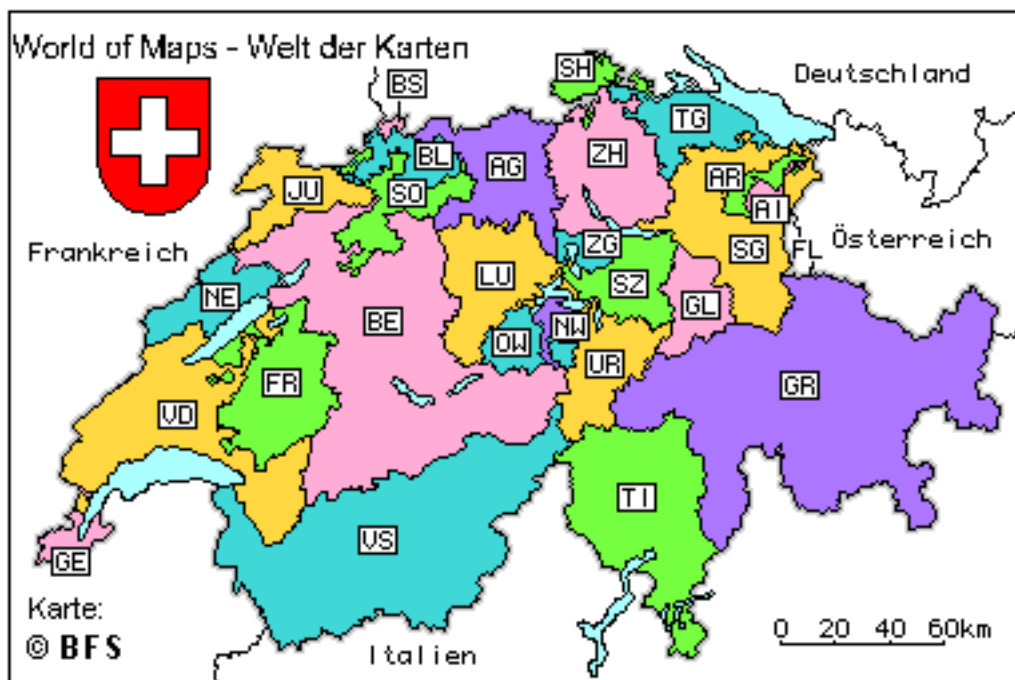 World of Maps - Welt der Karten
SH
BS
Deutschland
TG
BL
AG
ZH
JU
SO
AR
AI
Frankreich
ZG
SG
FL
Österreich
LU
SZ
NE
GL
BE
NW
OW
UR
FR
GR
VD
TI
VS
GE
Karte:
© BFS
Italien
0 20 40 60km